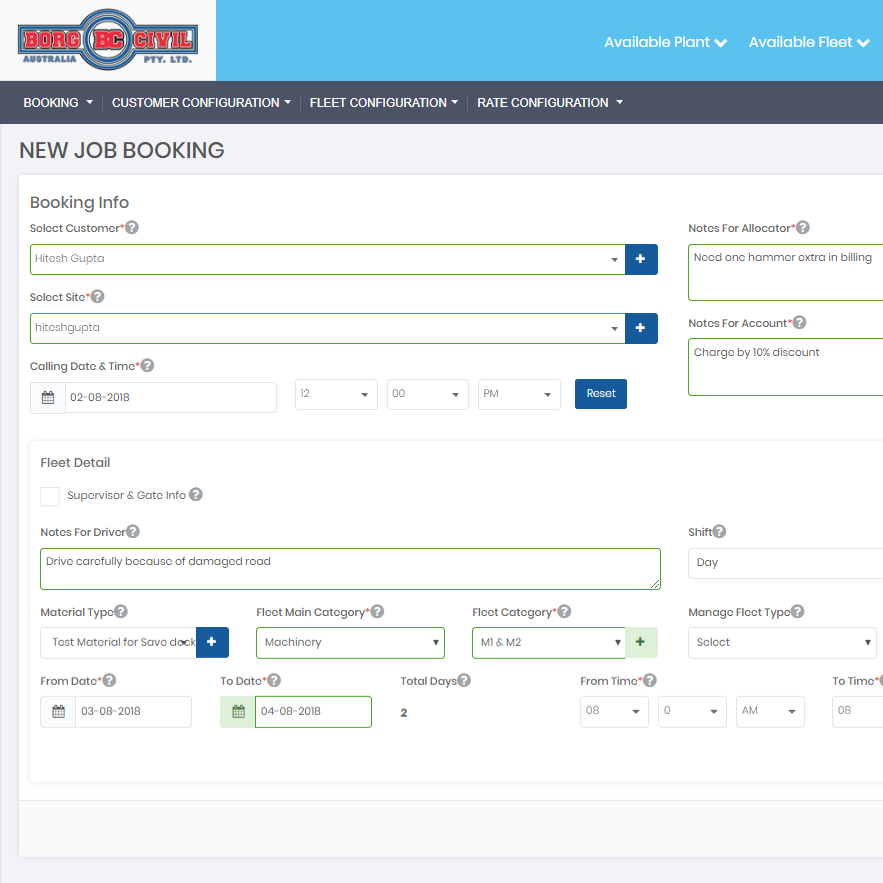 BORG BC CIVIL
AUSTRALIA PTY. LTD.
Available Plant Available Fleet
BOOKING CUSTOMER CONFIGURATION FLEET CONFIGURATION RATE CONFIGURATION
NEW JOB BOOKING
Booking Info
Select Customer*? Notes For Allocator*?
Hitesh Gupta + Need one hammer extra in billing
Select Site*?
hiteshgupta + Notes For Account*?
Calling Date & Time*? Charge by 10% discount
02-08-2018 12 00 PM Reset
Fleet Detail
Supervisor & Gate Info ?
Notes For Driver? Shift?
Drive carefully because of damaged road Day
Material Type? Fleet Main Category*? Fleet Category*? Manage Fleet Type?
Test Material for Save dock + Machinery M1 & M2 + Select
From Date*? To Date*? Total Days? From Time*? To Time*
03-08-2018 04-08-2018 2 08 0 AM 08